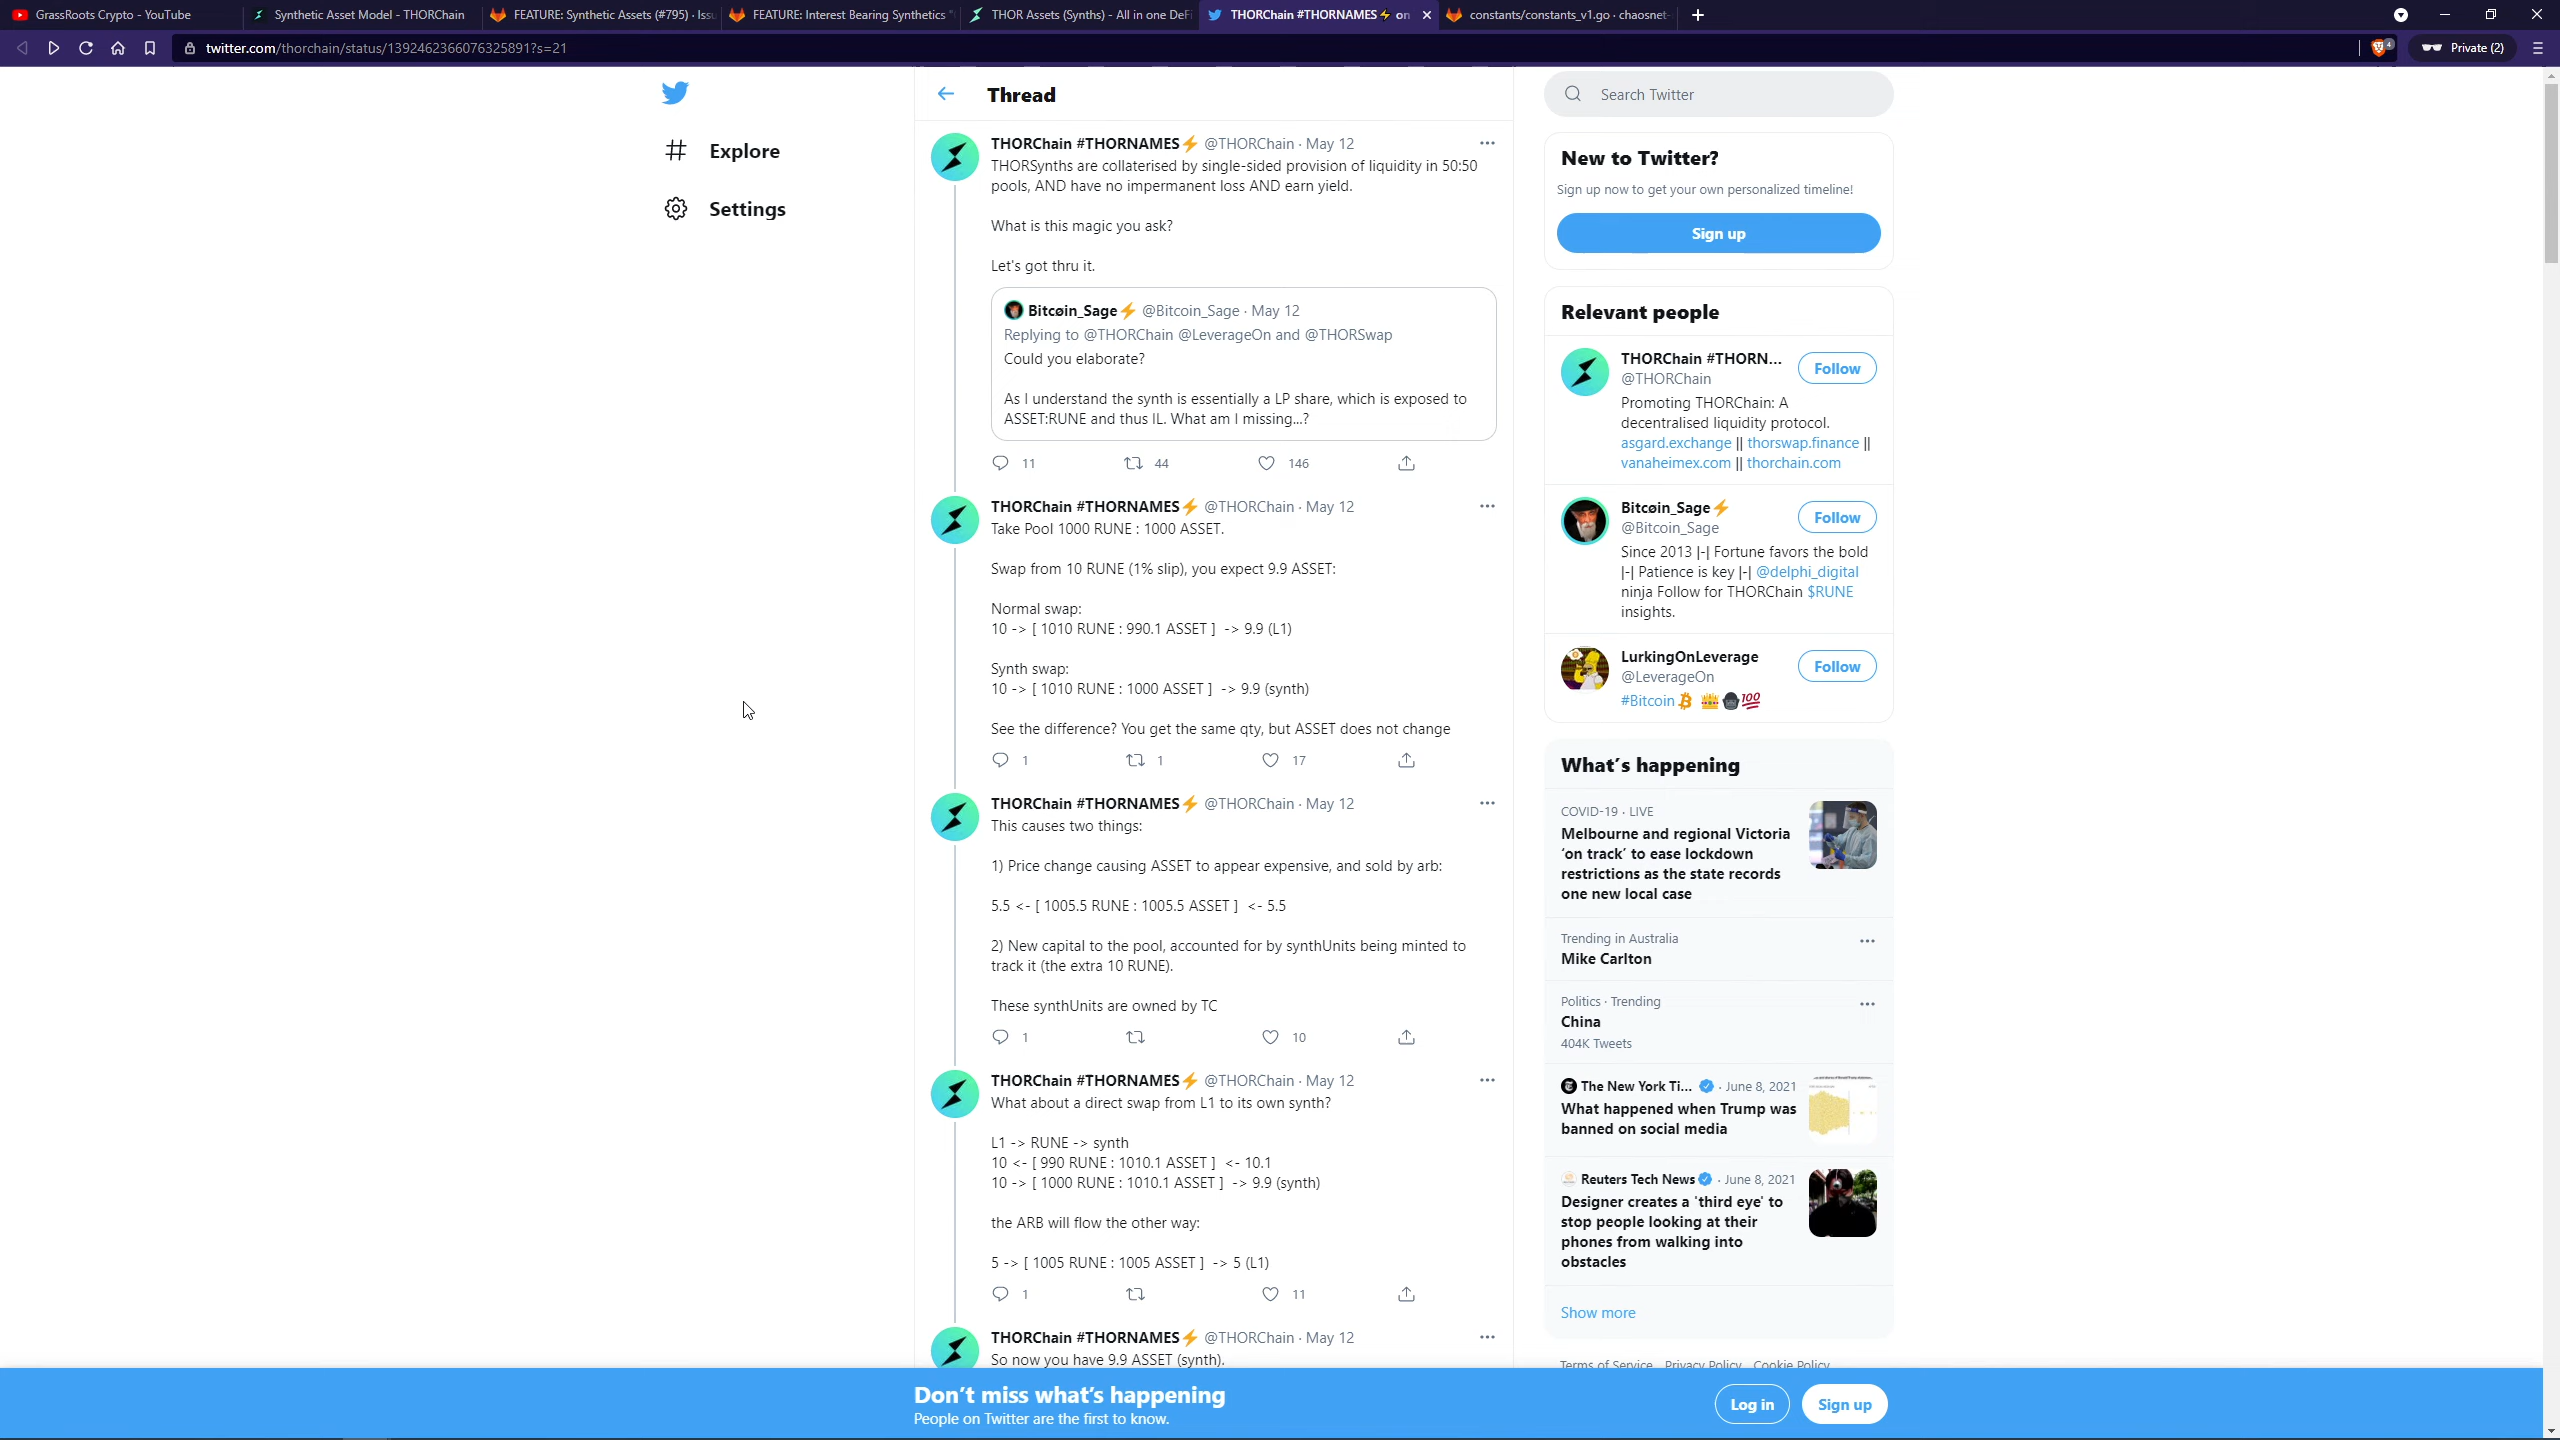 GrassRoots Crypto - YouTube
Synthetic Asset Model - THORChain
FEATURE: Synthetic Assets (#795) · Issu
FEATURE: Interest Bearing Synthetics "
THOR Assets (Synths) - All in one DeFi
THORChain #THORNAMES⚡ on
constants/constants_v1.go · chaosnet-
twitter.com/thorchain/status/1392462366076325891?s=21
4
Private (2)
Explore
Settings
Thread
THORChain #THORNAMES⚡ @THORChain · May 12
THORSynths are collaterised by single-sided provision of liquidity in 50:50
pools, AND have no impermanent loss AND earn yield.
What is this magic you ask?
Let's got thru it.
Bitcøin_Sage⚡ @Bitcoin_Sage · May 12
Replying to @THORChain @LeverageOn and @THORSwap
Could you elaborate?
As I understand the synth is essentially a LP share, which is exposed to
ASSET:RUNE and thus IL. What am I missing...?
11 44 146
THORChain #THORNAMES⚡ @THORChain · May 12
Take Pool 1000 RUNE : 1000 ASSET.
Swap from 10 RUNE (1% slip), you expect 9.9 ASSET:
Normal swap:
10 -> [ 1010 RUNE : 990.1 ASSET ] -> 9.9 (L1)
Synth swap:
10 -> [ 1010 RUNE : 1000 ASSET ] -> 9.9 (synth)
See the difference? You get the same qty, but ASSET does not change
1 1 17
THORChain #THORNAMES⚡ @THORChain · May 12
This causes two things:
1) Price change causing ASSET to appear expensive, and sold by arb:
5.5 <- [ 1005.5 RUNE : 1005.5 ASSET ] <- 5.5
2) New capital to the pool, accounted for by synthUnits being minted to
track it (the extra 10 RUNE).
These synthUnits are owned by TC
1 10
THORChain #THORNAMES⚡ @THORChain · May 12
What about a direct swap from L1 to its own synth?
L1 -> RUNE -> synth
10 <- [ 990 RUNE : 1010.1 ASSET ] <- 10.1
10 -> [ 1000 RUNE : 1010.1 ASSET ] -> 9.9 (synth)
the ARB will flow the other way:
5 -> [ 1005 RUNE : 1005 ASSET ] -> 5 (L1)
1 11
THORChain #THORNAMES⚡ @THORChain · May 12
So now you have 9.9 ASSET (synth).
Search Twitter
New to Twitter?
Sign up now to get your own personalized timeline!
Sign up
Relevant people
THORChain #THORN...
@THORChain
Follow
Promoting THORChain: A
decentralised liquidity protocol.
asgard.exchange || thorswap.finance ||
vanaheimex.com || thorchain.com
Bitcøin_Sage⚡
@Bitcoin_Sage
Follow
Since 2013 |-| Fortune favors the bold
|-| Patience is key |-| @delphi_digital
ninja Follow for THORChain $RUNE
insights.
LurkingOnLeverage
@LeverageOn
Follow
#Bitcoin 👑 🦍💯
What's happening
COVID-19 · LIVE
Melbourne and regional Victoria
‘on track’ to ease lockdown
restrictions as the state records
one new local case
Trending in Australia
Mike Carlton
Politics · Trending
China
404K Tweets
The New York Ti... · June 8, 2021
What happened when Trump was
banned on social media
Reuters Tech News · June 8, 2021
Designer creates a 'third eye' to
stop people looking at their
phones from walking into
obstacles
Show more
Terms of Service Privacy Policy Cookie Policy
Don’t miss what’s happening
People on Twitter are the first to know.
Log in
Sign up